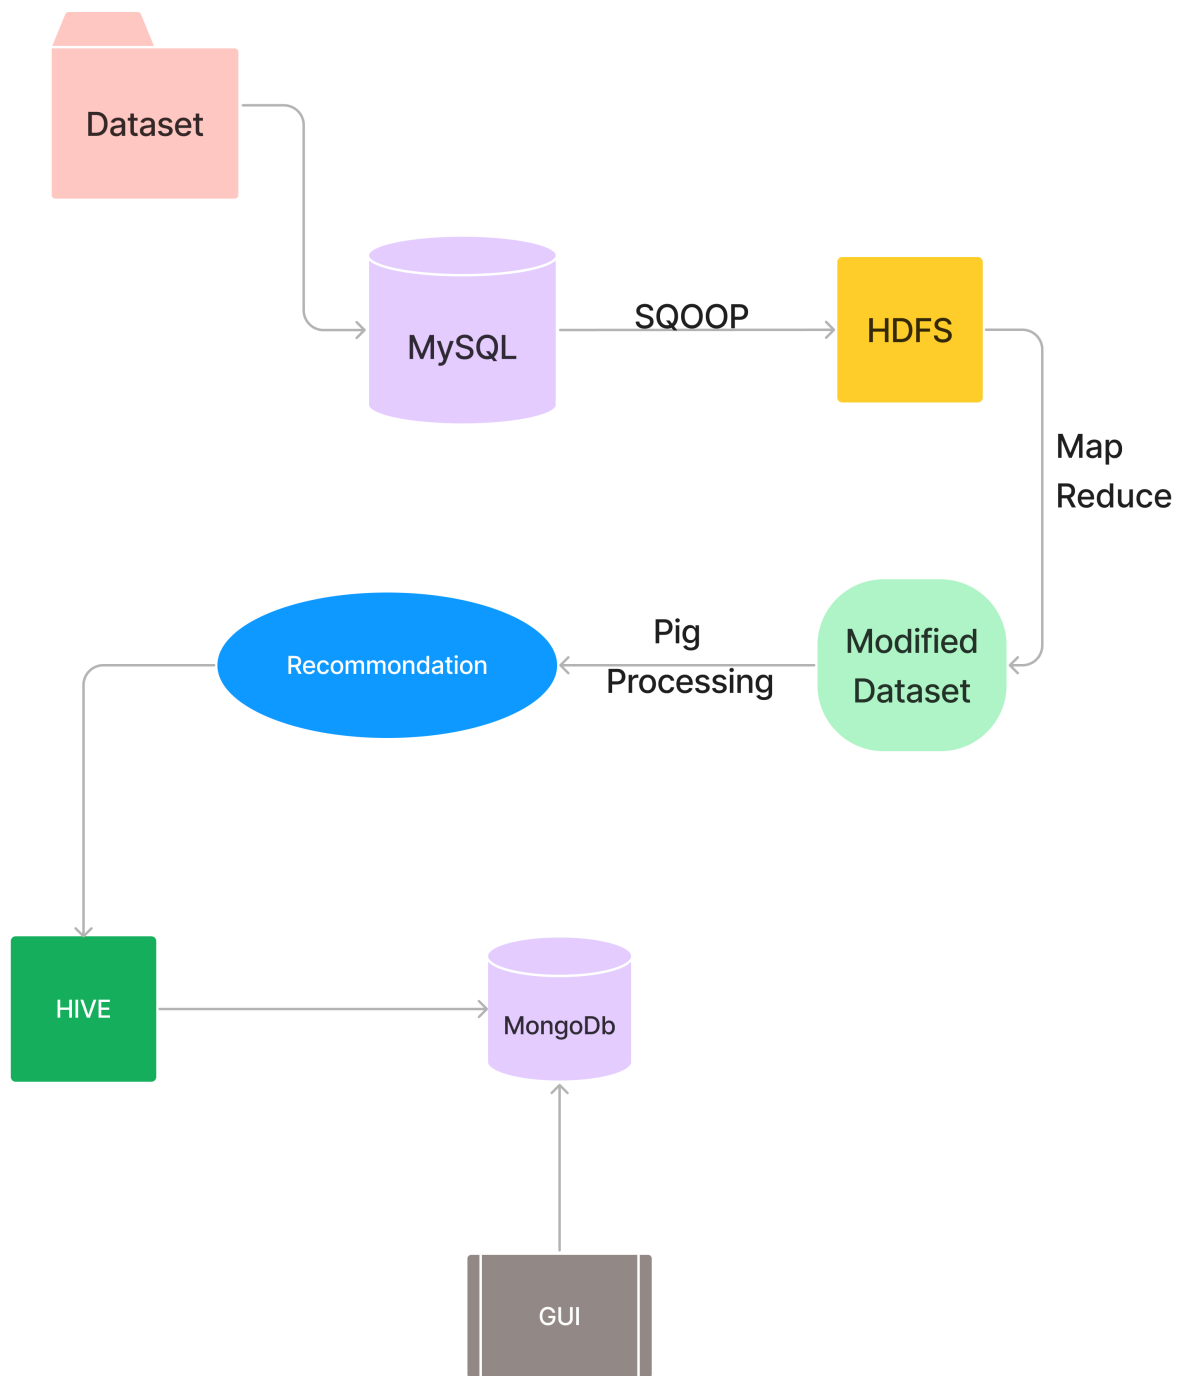 Dataset
MySQL
SQOOP
HDFS
Map
Reduce
Modified
Dataset
Pig
Processing
Recommondation
HIVE
MongoDb
GUI